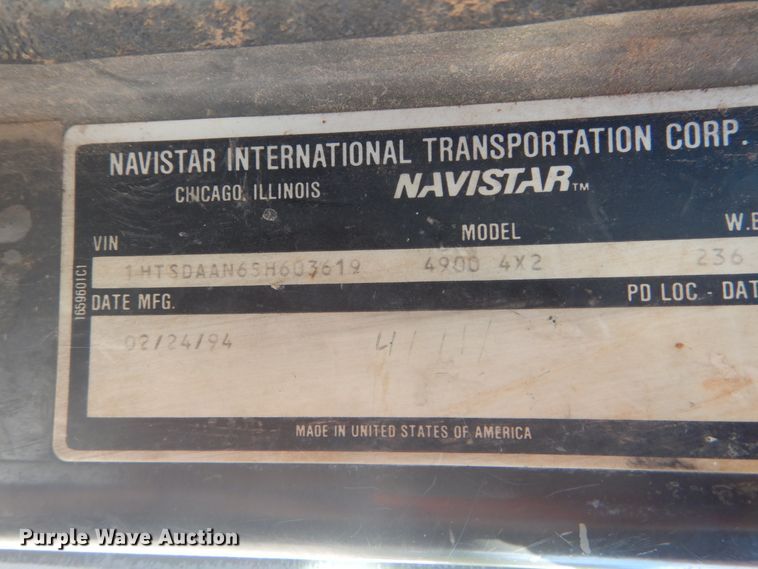 NAVISTAR INTERNATIONAL TRANSPORTATION CORP.
CHICAGO, ILLINOIS NAVISTAR™
VIN MODEL W.B
1HTSDAAN6SH603619 4900 4X2 236
1659601C1
DATE MFG. PD LOC - DAT
02/24/94
MADE IN UNITED STATES OF AMERICA
Purple Wave Auction